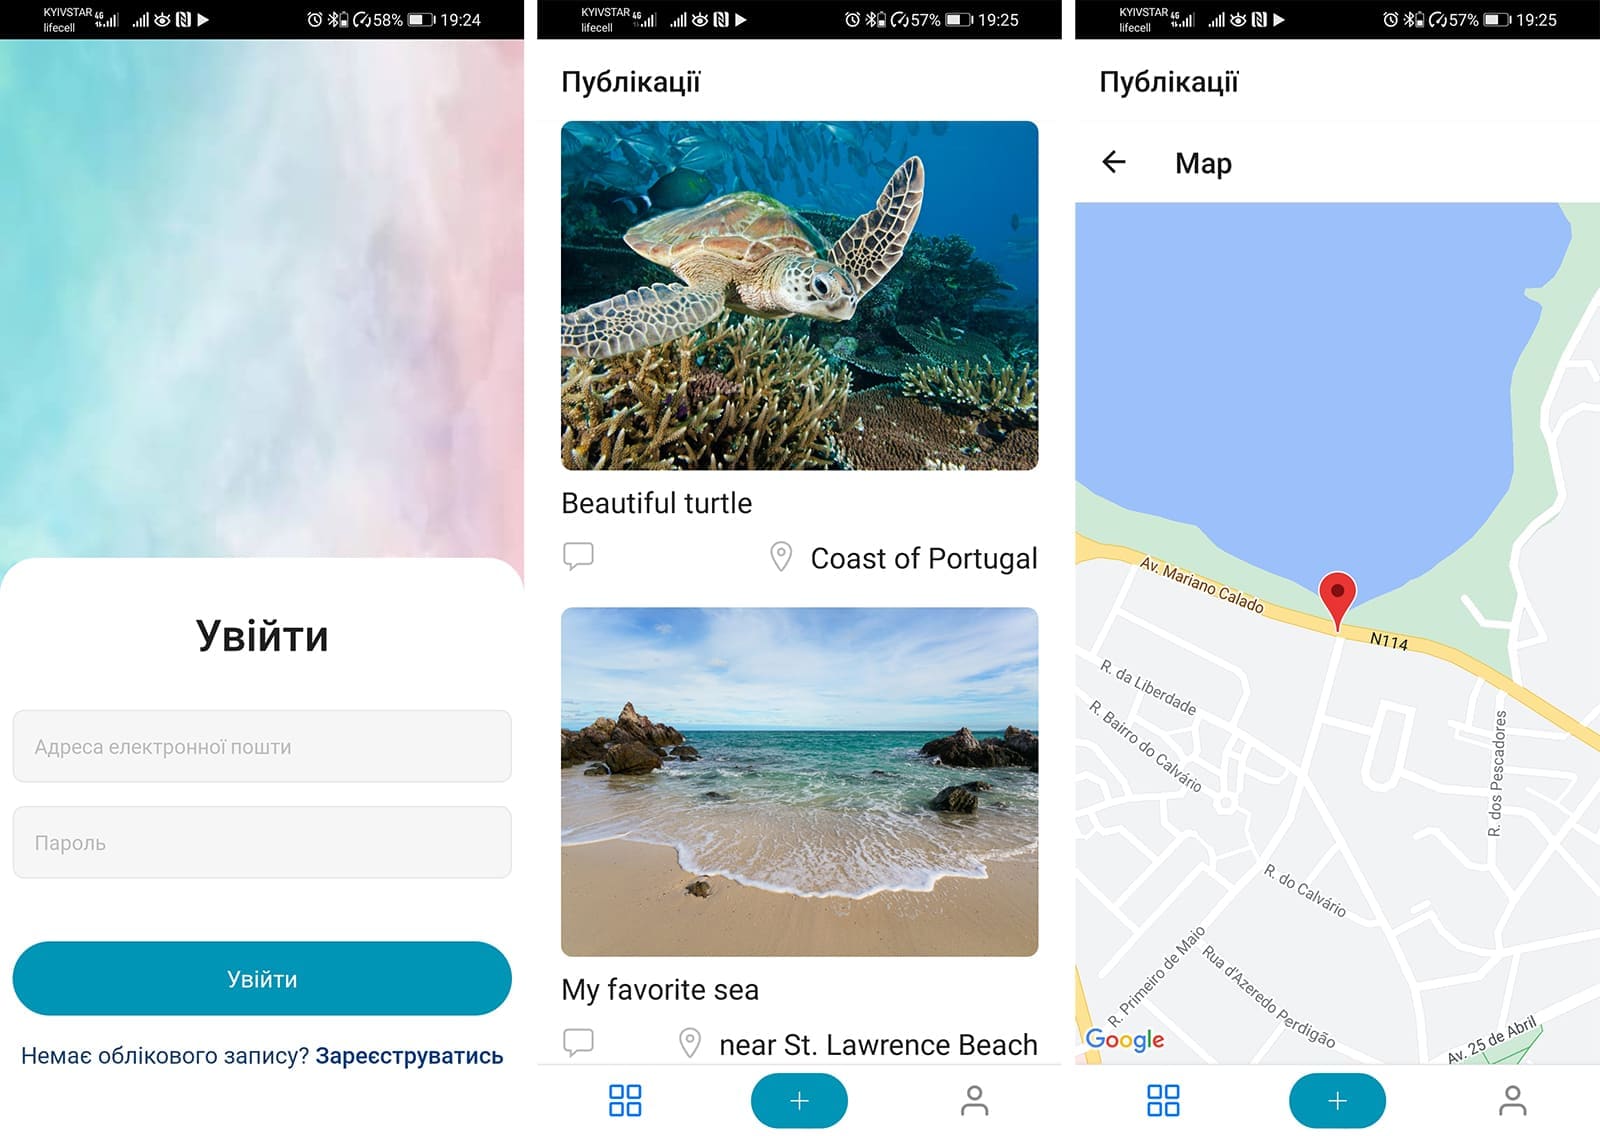 KYIVSTAR 4G
lifecell
58%
19:24
Увійти
Адреса електронної пошти
Пароль
Увійти
Немає облікового запису? Зареєструватись
KYIVSTAR 4G
lifecell
57%
19:25
Публікації
Beautiful turtle
Coast of Portugal
My favorite sea
near St. Lawrence Beach
+
KYIVSTAR 4G
lifecell
57%
19:25
Публікації
Map
Av. Mariano Calado
N114
R. da Liberdade
R. Bairro do Calvário
R. dos Pescadores
R. do Calvário
R. Primeiro de Maio
Rua d'Azeredo Perdigão
Av. 25 de Abril
Google
+